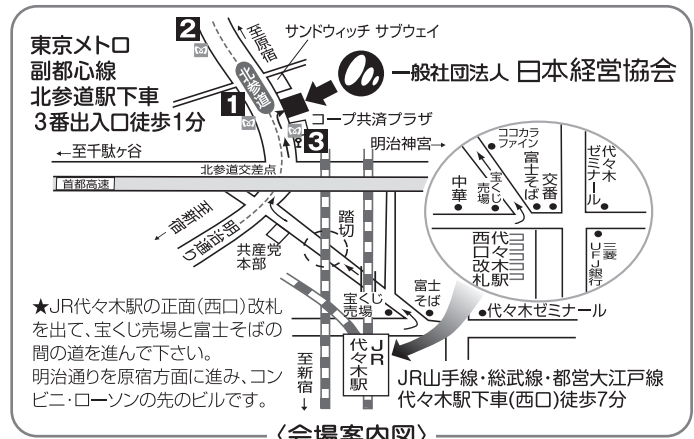 東京メトロ
副都心線
北参道駅下車
3番出入口徒歩1分
2
至原宿
サンドウィッチ サブウェイ
北参道
1
一般社団法人 日本経営協会
コープ共済プラザ
3
←至千駄ヶ谷
明治神宮→
北参道交差点
首都高速
至新宿
明治通り
共産党
本部
踏切
ココカラ
ファイン
中華
宝くじ
売場
富士そば
交番
代々木
ゼミナール
代々木駅
西口改札
三菱
UFJ銀行
宝くじ
売場
富士
そば
代々木ゼミナール
★JR代々木駅の正面(西口)改札
を出て、宝くじ売場と富士そばの
間の道を進んで下さい。
明治通りを原宿方面に進み、コン
ビニ・ローソンの先のビルです。
至新宿
JR
代々木駅
JR山手線・総武線・都営大江戸線
代々木駅下車(西口)徒歩7分
〈会場案内図〉